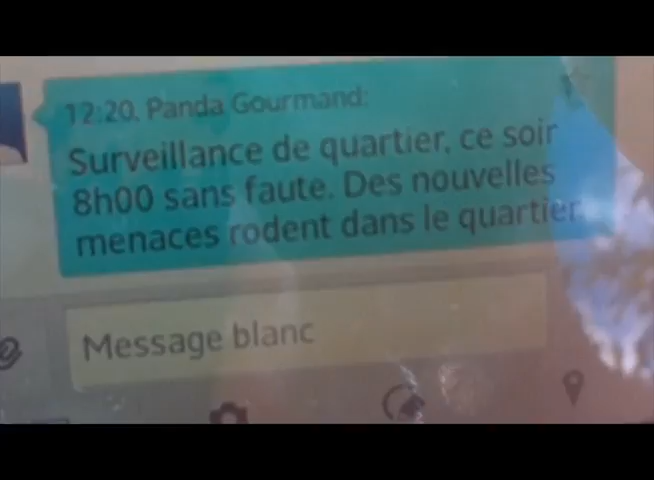 12:20, Panda Gourmand:
Surveillance de quartier, ce soir
8h00 sans faute. Des nouvelles
menaces rodent dans le quartier.
Message blanc